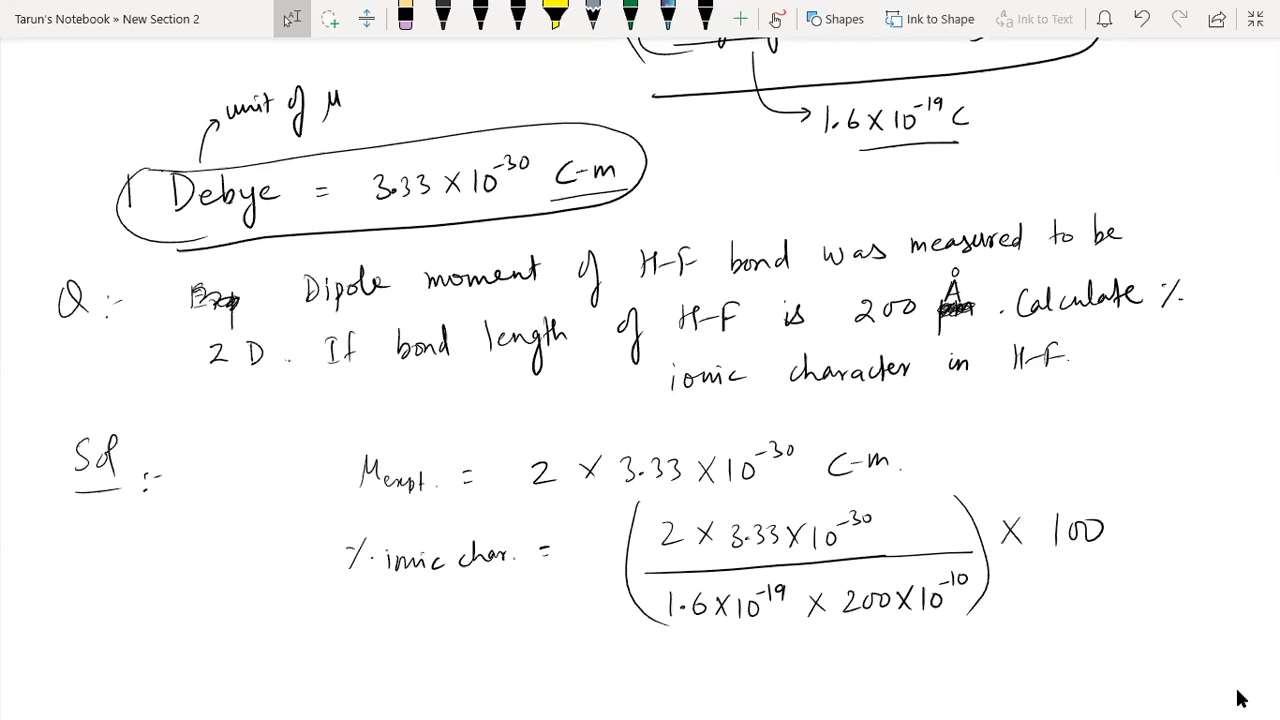 Tarun's Notebook » New Section 2
Shapes Ink to Shape Ink to Text
unit of μ
1.6 × 10⁻¹⁹ C
1 Debye = 3.33 × 10⁻³⁰ C-m
Q :- Dipole moment of H-F bond was measured to be
2 D. If bond length of H-F is 200 Å. Calculate %
ionic character in H-F.
Sol :- μexpt. = 2 × 3.33 × 10⁻³⁰ C-m.
% ionic char. = (2 × 3.33 × 10⁻³⁰ / 1.6 × 10⁻¹⁹ × 200 × 10⁻¹⁰) × 100